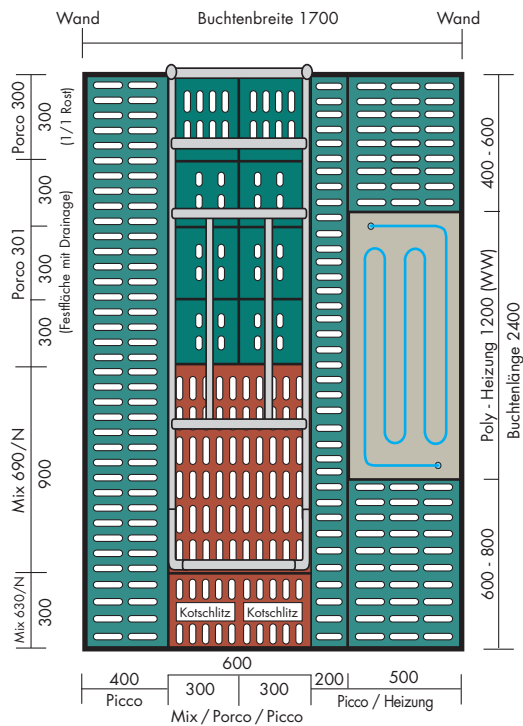 Wand
Buchtenbreite 1700
Wand
Porco 300
300
(1/1 Rost)
300
Porco 301
300
(Festfläche mit Drainage)
300
Mix 690/N
900
Mix 630/N
300
400 - 600
Poly - Heizung 1200 (WW)
Buchtenlänge 2400
600 - 800
Kotschlitz
Kotschlitz
600
400
300
300
200
500
Picco
Picco / Heizung
Mix / Porco / Picco